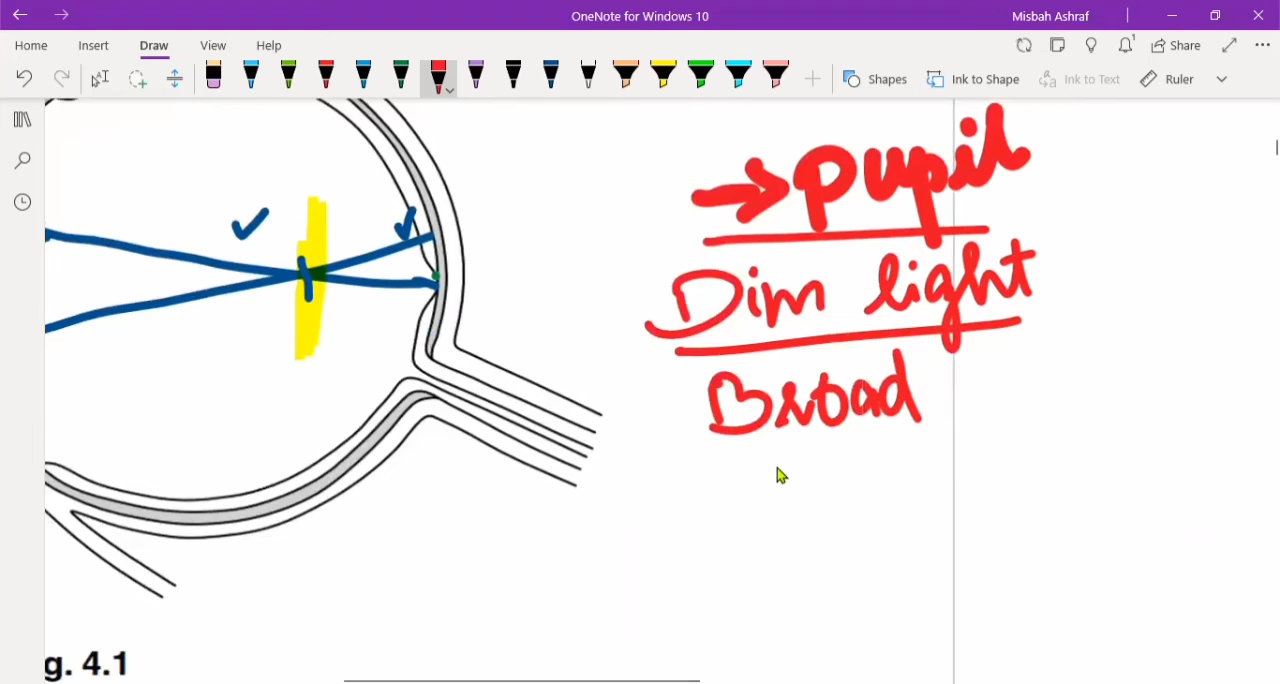 OneNote for Windows 10
Misbah Ashraf
Home Insert Draw View Help
Share
Shapes Ink to Shape Ink to Text Ruler
→ Pupil
Dim light
Broad
g. 4.1